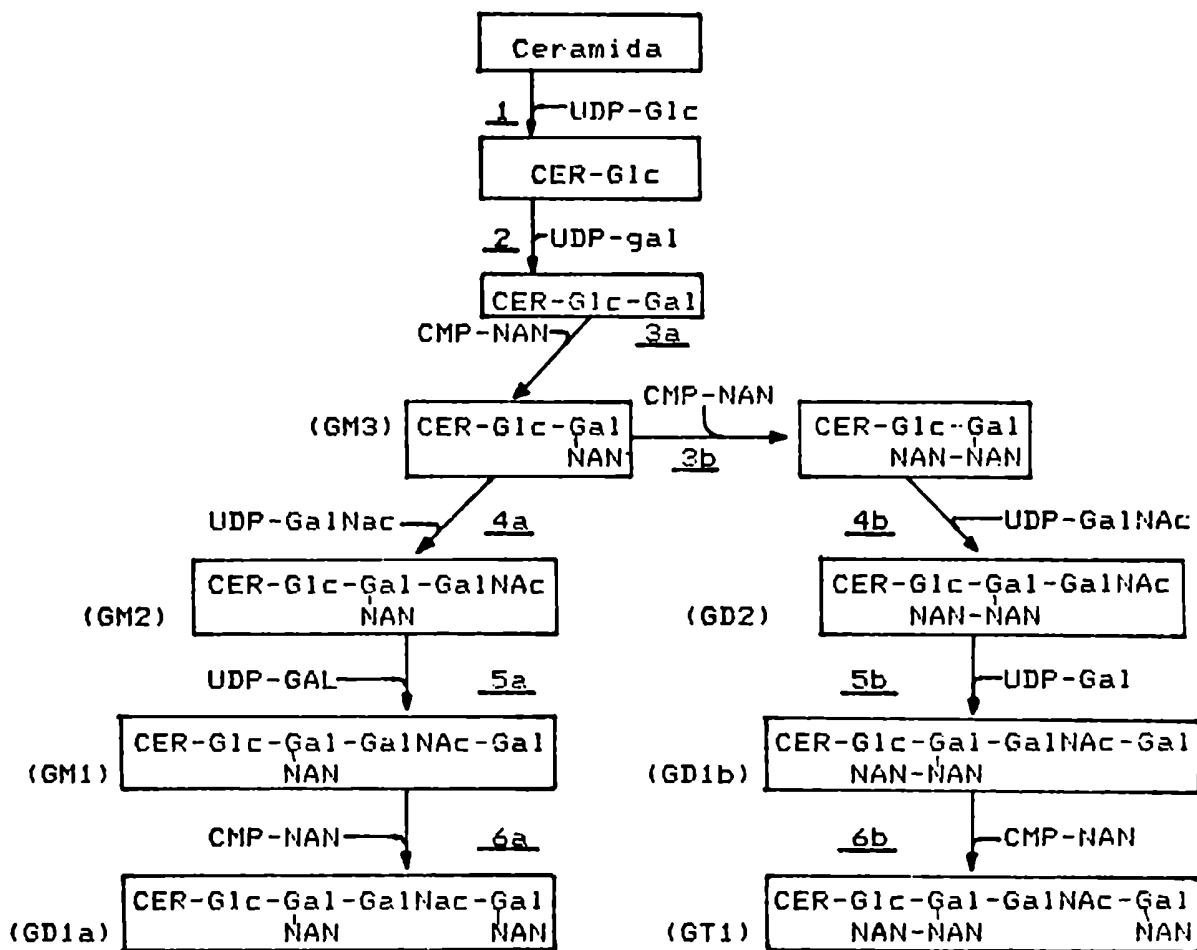 Ceramida
1 UDP-Glc
CER-Glc
2 UDP-gal
CER-Glc-Gal
CMP-NAN 3a
(GM3) CER-Glc-Gal
NAN
CMP-NAN
3b
CER-Glc-Gal
NAN-NAN
UDP-GalNac 4a
4b UDP-GalNAc
CER-Glc-Gal-GalNAc
(GM2) NAN
CER-Glc-Gal-GalNAc
(GD2) NAN-NAN
UDP-GAL 5a
5b UDP-Gal
CER-Glc-Gal-GalNAc-Gal
(GM1) NAN
CER-Glc-Gal-GalNAc-Gal
(GD1b) NAN-NAN
CMP-NAN 6a
6b CMP-NAN
CER-Glc-Gal-GalNac-Gal
(GD1a) NAN NAN
CER-Glc-Gal-GalNAc-Gal
(GT1) NAN-NAN NAN